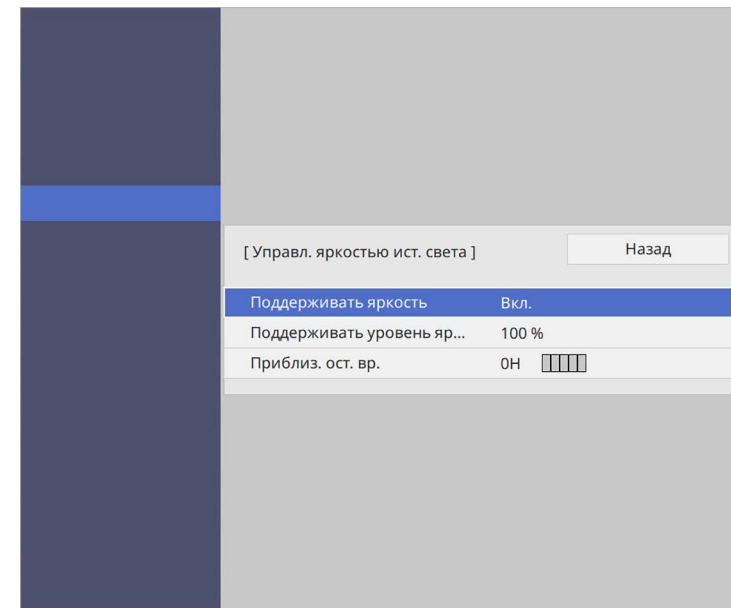 [ Управл. яркостью ист. света ] Назад
Поддерживать яркость Вкл.
Поддерживать уровень яр... 100 %
Приблиз. ост. вр. 0H